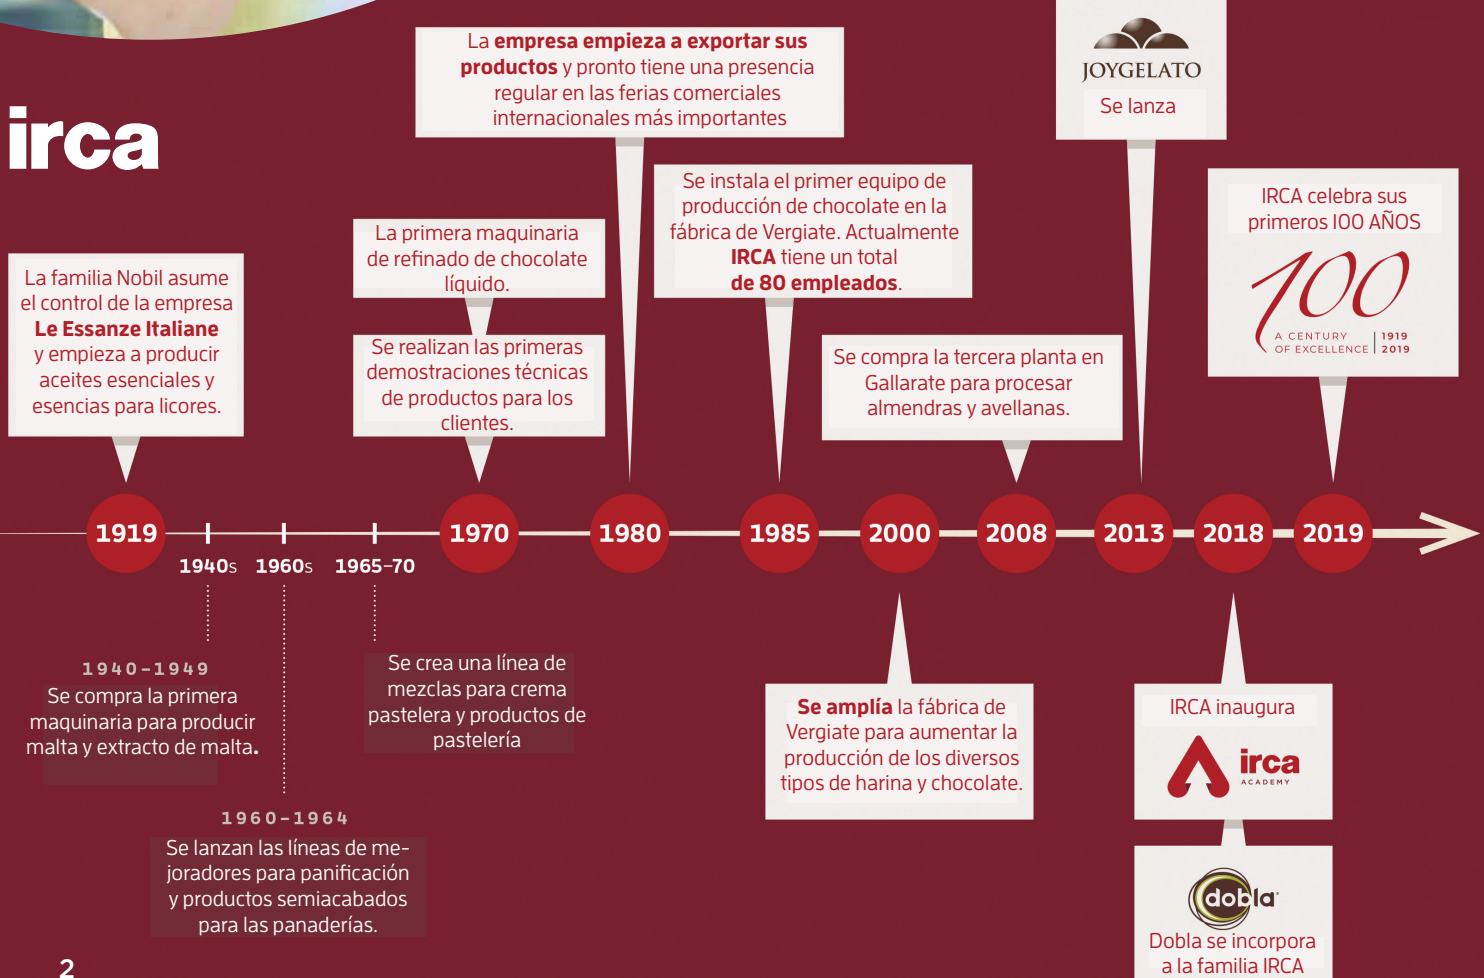 irca
La familia Nobil asume
el control de la empresa
Le Essanze Italiane
y empieza a producir
aceites esenciales y
esencias para licores.
La primera maquinaria
de refinado de chocolate
líquido.
Se realizan las primeras
demostraciones técnicas
de productos para los
clientes.
La empresa empieza a exportar sus
productos y pronto tiene una presencia
regular en las ferias comerciales
internacionales más importantes
Se instala el primer equipo de
producción de chocolate en la
fábrica de Vergiate. Actualmente
IRCA tiene un total
de 80 empleados.
Se compra la tercera planta en
Gallarate para procesar
almendras y avellanas.
JOYGELATO
Se lanza
IRCA celebra sus
primeros 100 AÑOS
100
A CENTURY
OF EXCELLENCE
1919
2019
1919
1970
1980
1985
2000
2008
2013
2018
2019
1940s
1960s
1965-70
1940-1949
Se compra la primera
maquinaria para producir
malta y extracto de malta.
1960-1964
Se lanzan las líneas de me-
joradores para panificación
y productos semiacabados
para las panaderías.
Se crea una línea de
mezclas para crema
pastelera y productos de
pastelería
Se amplía la fábrica de
Vergiate para aumentar la
producción de los diversos
tipos de harina y chocolate.
IRCA inaugura
irca
ACADEMY
dobla®
Dobla se incorpora
a la familia IRCA
2